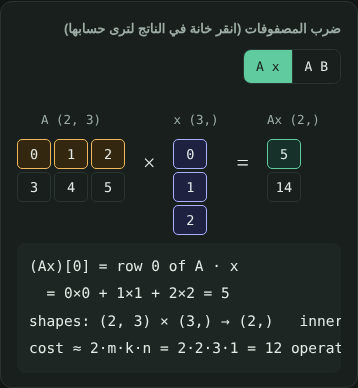 ضرب المصفوفات (انقر خانة في الناتج لترى حسابها)
A x A B
A (2, 3) x (3,) Ax (2,)
0 1 2 × 0 = 5
3 4 5 1 14
2
(Ax)[0] = row 0 of A · x
= 0×0 + 1×1 + 2×2 = 5
shapes: (2, 3) × (3,) → (2,) inner
cost ≈ 2·m·k·n = 2·2·3·1 = 12 operat